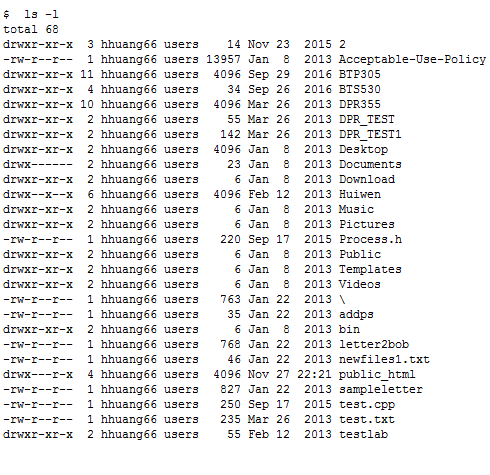 $  ls -l
total 68
drwxr-xr-x  3 hhuang66 users    14 Nov 23  2015 2
-rw-r--r--  1 hhuang66 users 13957 Jan  8  2013 Acceptable-Use-Policy
drwxr-xr-x 11 hhuang66 users  4096 Sep 29  2016 BTP305
drwxr-xr-x  4 hhuang66 users    34 Sep 26  2016 BTS530
drwxr-xr-x 10 hhuang66 users  4096 Mar 26  2013 DPR355
drwxr-xr-x  2 hhuang66 users    55 Mar 26  2013 DPR_TEST
drwxr-xr-x  2 hhuang66 users   142 Mar 26  2013 DPR_TEST1
drwxr-xr-x  2 hhuang66 users  4096 Jan  8  2013 Desktop
drwx------  2 hhuang66 users    23 Jan  8  2013 Documents
drwxr-xr-x  2 hhuang66 users     6 Jan  8  2013 Download
drwx--x--x  6 hhuang66 users  4096 Feb 12  2013 Huiwen
drwxr-xr-x  2 hhuang66 users     6 Jan  8  2013 Music
drwxr-xr-x  2 hhuang66 users     6 Jan  8  2013 Pictures
-rw-r--r--  1 hhuang66 users   220 Sep 17  2015 Process.h
drwxr-xr-x  2 hhuang66 users     6 Jan  8  2013 Public
drwxr-xr-x  2 hhuang66 users     6 Jan  8  2013 Templates
drwxr-xr-x  2 hhuang66 users     6 Jan  8  2013 Videos
-rw-r--r--  1 hhuang66 users   763 Jan 22  2013 \
-rw-r--r--  1 hhuang66 users    35 Jan 22  2013 addps
drwxr-xr-x  2 hhuang66 users     6 Jan  8  2013 bin
-rw-r--r--  1 hhuang66 users   768 Jan 22  2013 letter2bob
-rw-r--r--  1 hhuang66 users    46 Jan 22  2013 newfiles1.txt
drwx---r-x  4 hhuang66 users  4096 Nov 27 22:21 public_html
-rw-r--r--  1 hhuang66 users   827 Jan 22  2013 sampleletter
-rw-r--r--  1 hhuang66 users   250 Sep 17  2015 test.cpp
-rw-r--r--  1 hhuang66 users   235 Mar 26  2013 test.txt
drwxr-xr-x  2 hhuang66 users    55 Feb 12  2013 testlab